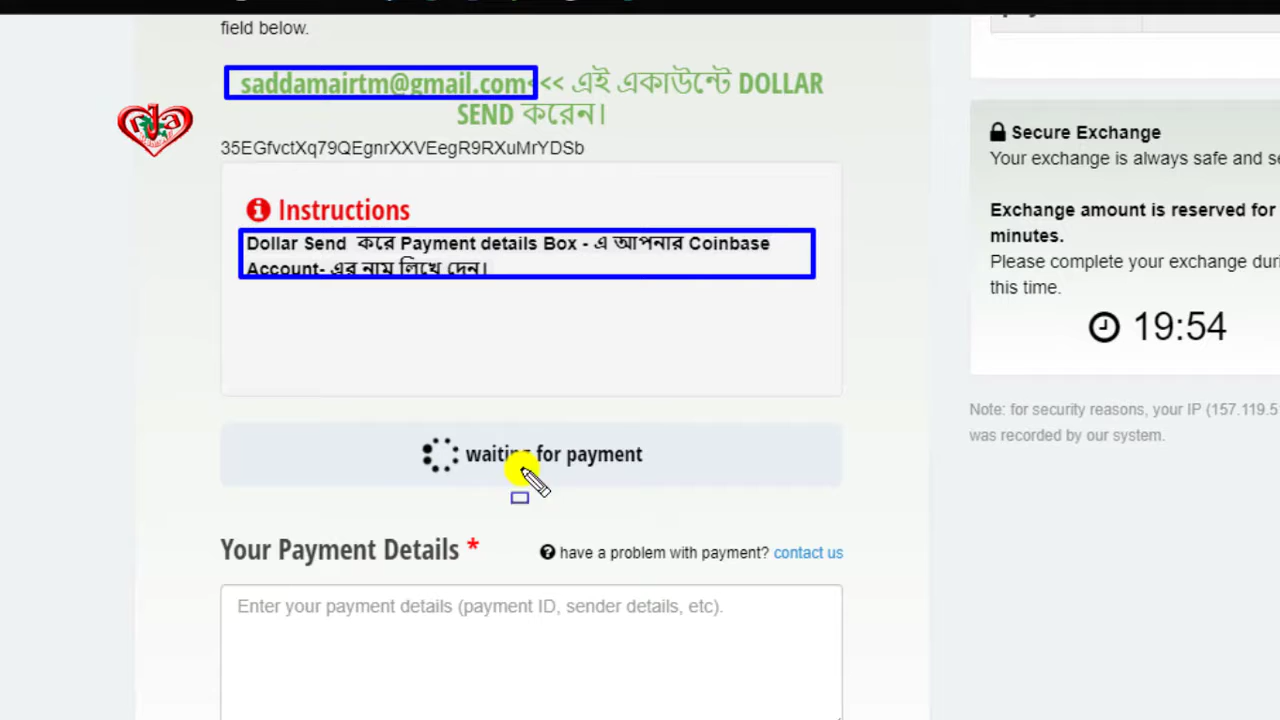 field below.
saddamairtm@gmail.com<<< এই একাউন্টে DOLLAR
SEND করেন।
35EGfvctXq79QEgnrXXVEegR9RXuMrYDSb
Instructions
Dollar Send করে Payment details Box - এ আপনার Coinbase
Account- এর নাম লিখে দেন।
waiting for payment
Your Payment Details *
have a problem with payment? contact us
Enter your payment details (payment ID, sender details, etc).
Secure Exchange
Your exchange is always safe and se
Exchange amount is reserved for
minutes.
Please complete your exchange duri
this time.
19:54
Note: for security reasons, your IP (157.119.5
was recorded by our system.